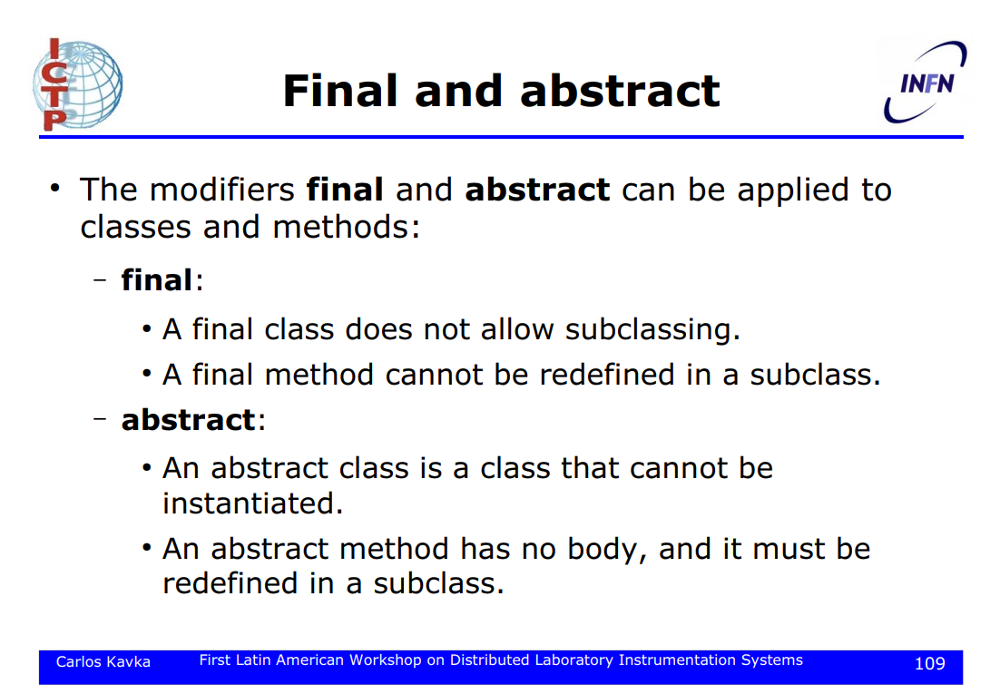 ICTP
Final and abstract
INFN
• The modifiers final and abstract can be applied to
classes and methods:
– final:
• A final class does not allow subclassing.
• A final method cannot be redefined in a subclass.
– abstract:
• An abstract class is a class that cannot be
instantiated.
• An abstract method has no body, and it must be
redefined in a subclass.
Carlos Kavka First Latin American Workshop on Distributed Laboratory Instrumentation Systems 109